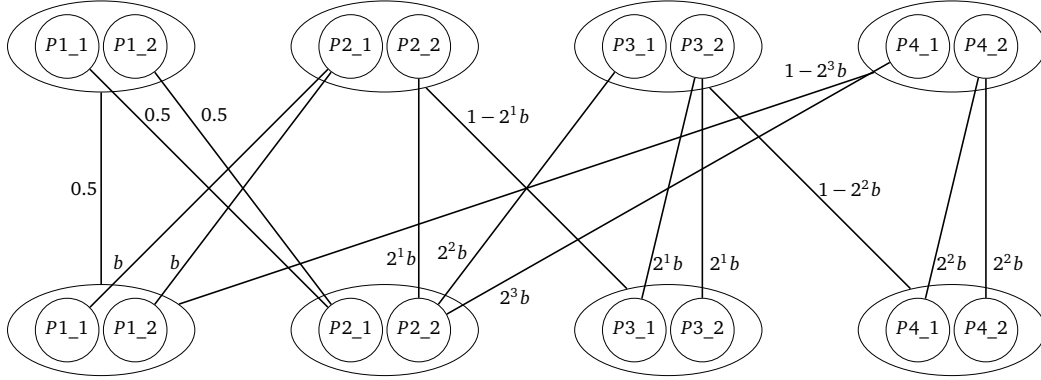 P1_1 P1_2 P2_1 P2_2 P3_1 P3_2 P4_1 P4_2
1 − 2³b
0.5 0.5 1 − 2¹b
0.5 1 − 2²b
b b 2¹b 2²b 2¹b 2¹b 2²b 2²b
2³b
P1_1 P1_2 P2_1 P2_2 P3_1 P3_2 P4_1 P4_2